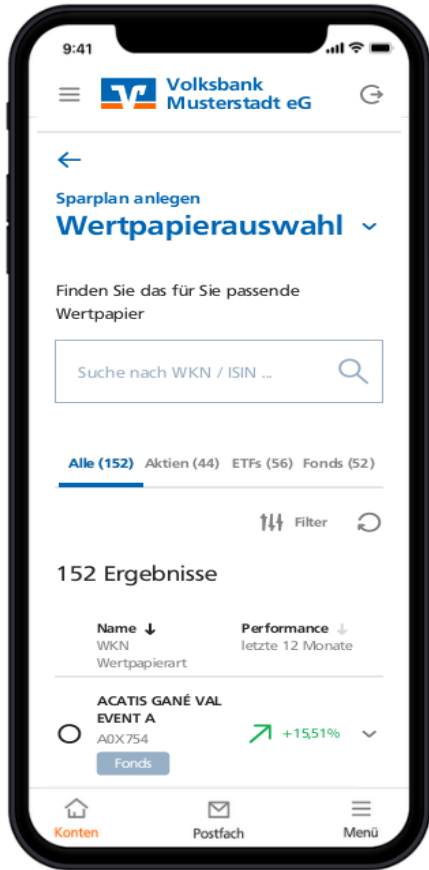 9:41
Volksbank
Musterstadt eG
Sparplan anlegen
Wertpapierauswahl
Finden Sie das für Sie passende
Wertpapier
Suche nach WKN / ISIN ...
Alle (152) Aktien (44) ETFs (56) Fonds (52)
Filter
152 Ergebnisse
Name ↓ Performance ↓
WKN letzte 12 Monate
Wertpapierart
ACATIS GANÉ VAL
EVENT A
A0X754 +15,51%
Fonds
Konten Postfach Menü